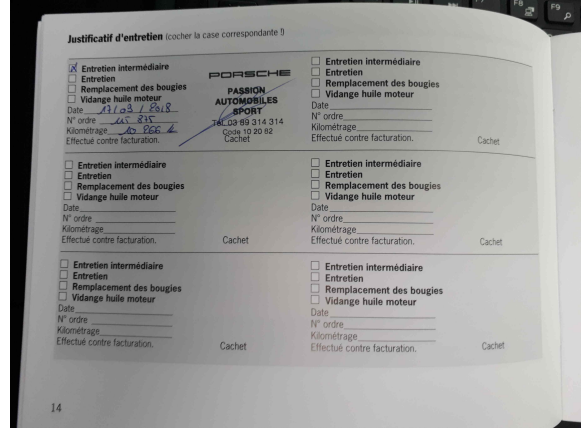 Justificatif d'entretien (cocher la case correspondante !)
X Entretien intermédiaire
Entretien
Remplacement des bougies
Vidange huile moteur
Date 17/03/2018
N° ordre 115 875
Kilométrage 10 866 k
Effectué contre facturation.
PORSCHE
PASSION
AUTOMOBILES
SPORT
Tél. 03 89 314 314
Code 10 20 62
Cachet
Entretien intermédiaire
Entretien
Remplacement des bougies
Vidange huile moteur
Date
N° ordre
Kilométrage
Effectué contre facturation.
Cachet
Entretien intermédiaire
Entretien
Remplacement des bougies
Vidange huile moteur
Date
N° ordre
Kilométrage
Effectué contre facturation.
Cachet
Entretien intermédiaire
Entretien
Remplacement des bougies
Vidange huile moteur
Date
N° ordre
Kilométrage
Effectué contre facturation.
Cachet
Entretien intermédiaire
Entretien
Remplacement des bougies
Vidange huile moteur
Date
N° ordre
Kilométrage
Effectué contre facturation.
Cachet
Entretien intermédiaire
Entretien
Remplacement des bougies
Vidange huile moteur
Date
N° ordre
Kilométrage
Effectué contre facturation.
Cachet
14
F8
F9